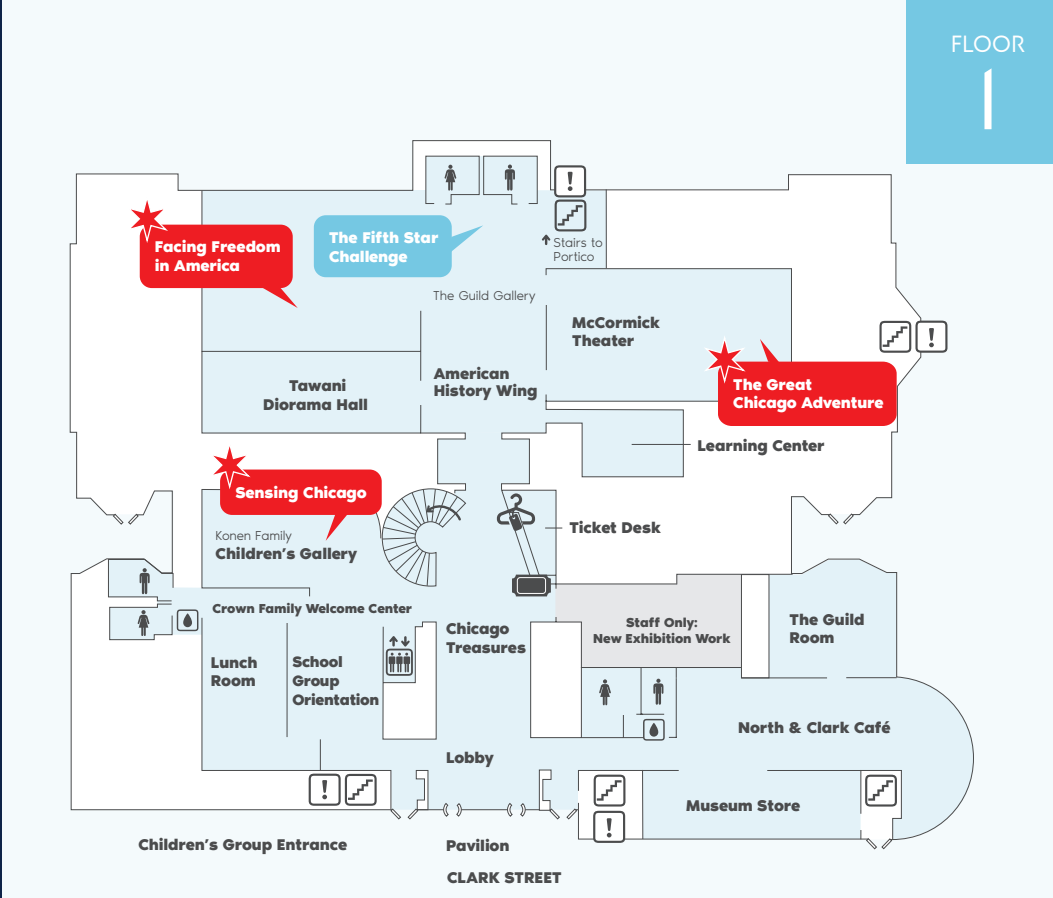 FLOOR
1
Facing Freedom
in America
The Fifth Star
Challenge
!
Stairs to
Portico
The Guild Gallery
McCormick
Theater
!
American
History Wing
Tawani
Diorama Hall
The Great
Chicago Adventure
Learning Center
Sensing Chicago
Konen Family
Children's Gallery
Ticket Desk
Crown Family Welcome Center
Chicago
Treasures
Staff Only:
New Exhibition Work
The Guild
Room
Lunch
Room
School
Group
Orientation
North & Clark Café
Lobby
!
Museum Store
!
Children's Group Entrance
Pavilion
CLARK STREET